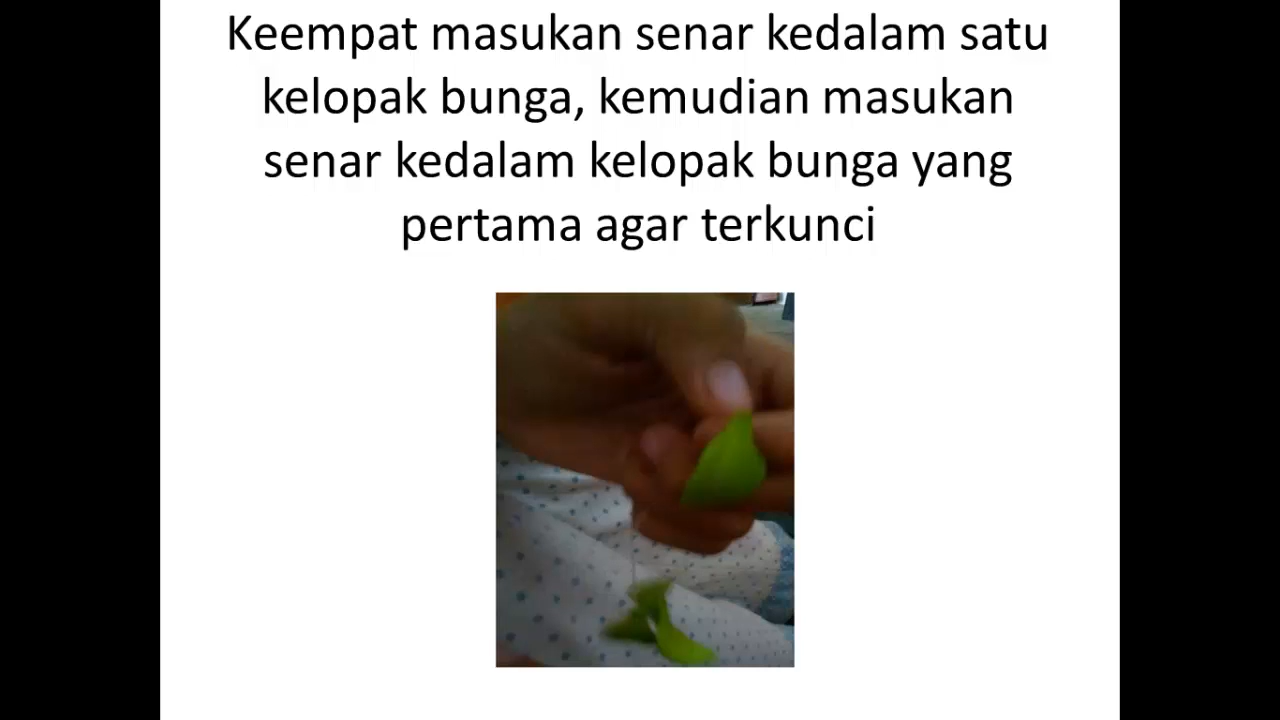 Keempat masukan senar kedalam satu
kelopak bunga, kemudian masukan
senar kedalam kelopak bunga yang
pertama agar terkunci